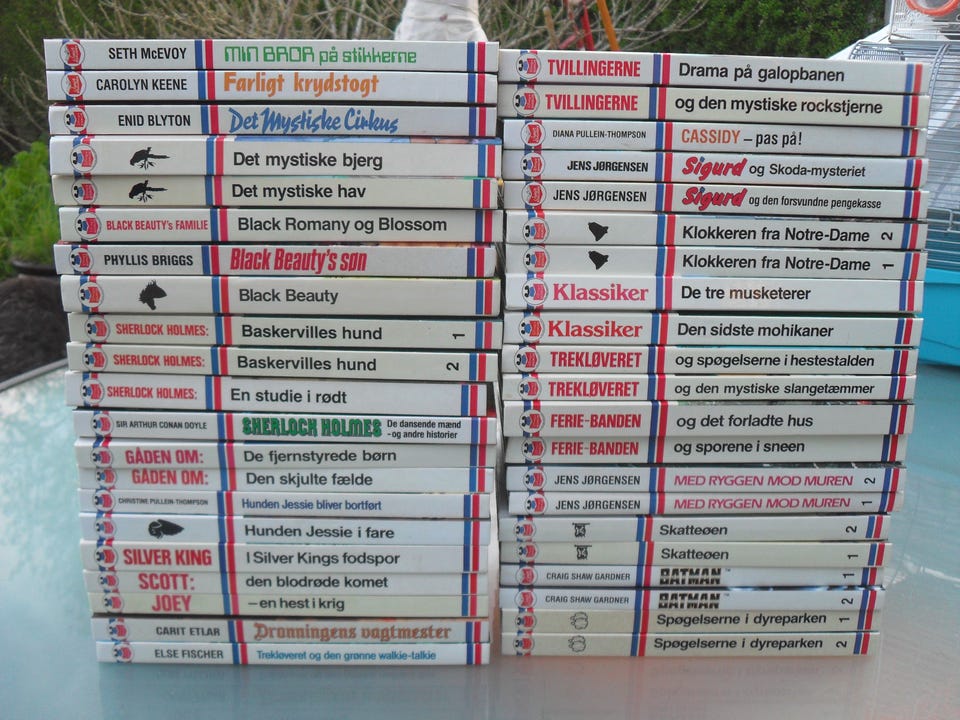 SETH McEVOY MIN BROR på stikkerne
CAROLYN KEENE Farligt krydstogt
ENID BLYTON Det Mystiske Cirkus
Det mystiske bjerg
Det mystiske hav
BLACK BEAUTY's FAMILIE Black Romany og Blossom
PHYLLIS BRIGGS Black Beauty's søn
Black Beauty
SHERLOCK HOLMES: Baskervilles hund 1
SHERLOCK HOLMES: Baskervilles hund 2
SHERLOCK HOLMES: En studie i rødt
SIR ARTHUR CONAN DOYLE SHERLOCK HOLMES De dansende mænd
-og andre historier
GÅDEN OM: De fjernstyrede børn
GÅDEN OM: Den skjulte fælde
CHRISTINE PULLEIN-THOMPSON Hunden Jessie bliver bortført
Hunden Jessie i fare
SILVER KING I Silver Kings fodspor
SCOTT: den blodrøde komet
JOEY – en hest i krig
CARIT ETLAR Dronningens vagtmester
ELSE FISCHER Trekløveret og den grønne walkie-talkie
TVILLINGERNE Drama på galopbanen
TVILLINGERNE og den mystiske rockstjerne
DIANA PULLEIN-THOMPSON CASSIDY – pas på!
JENS JØRGENSEN Sigurd og Skoda-mysteriet
JENS JØRGENSEN Sigurd og den forsvundne pengekasse
Klokkeren fra Notre-Dame 2
Klokkeren fra Notre-Dame 1
Klassiker De tre musketerer
Klassiker Den sidste mohikaner
TREKLØVERET og spøgelserne i hestestalden
TREKLØVERET og den mystiske slangetæmmer
FERIE-BANDEN og det forladte hus
FERIE-BANDEN og sporene i sneen
JENS JØRGENSEN MED RYGGEN MOD MUREN 2
JENS JØRGENSEN MED RYGGEN MOD MUREN 1
Skatteøen 2
Skatteøen 1
CRAIG SHAW GARDNER BATMAN™ 1
CRAIG SHAW GARDNER BATMAN™ 2
Spøgelserne i dyreparken 1
Spøgelserne i dyreparken 2